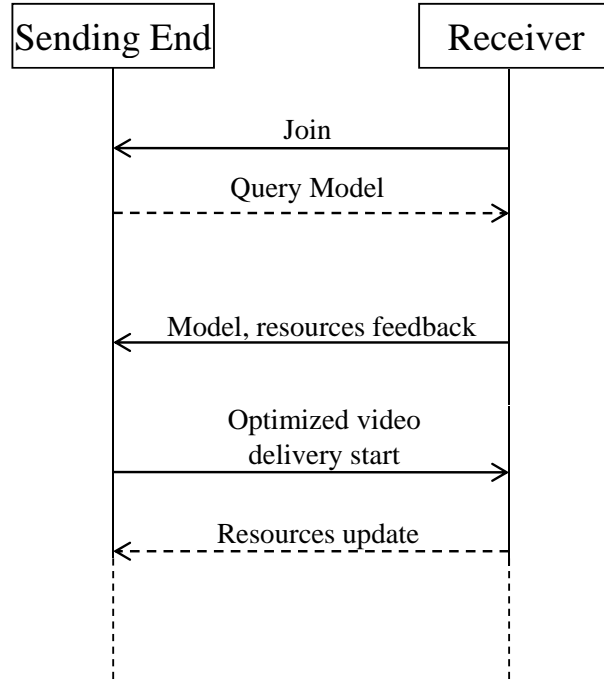 Sending End
Receiver
Join
Query Model
Model, resources feedback
Optimized video
delivery start
Resources update